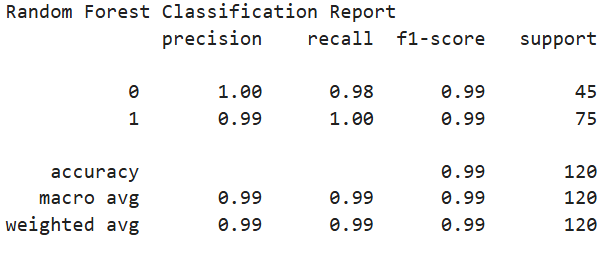 Random Forest Classification Report
precision recall f1-score support
0 1.00 0.98 0.99 45
1 0.99 1.00 0.99 75
accuracy 0.99 120
macro avg 0.99 0.99 0.99 120
weighted avg 0.99 0.99 0.99 120